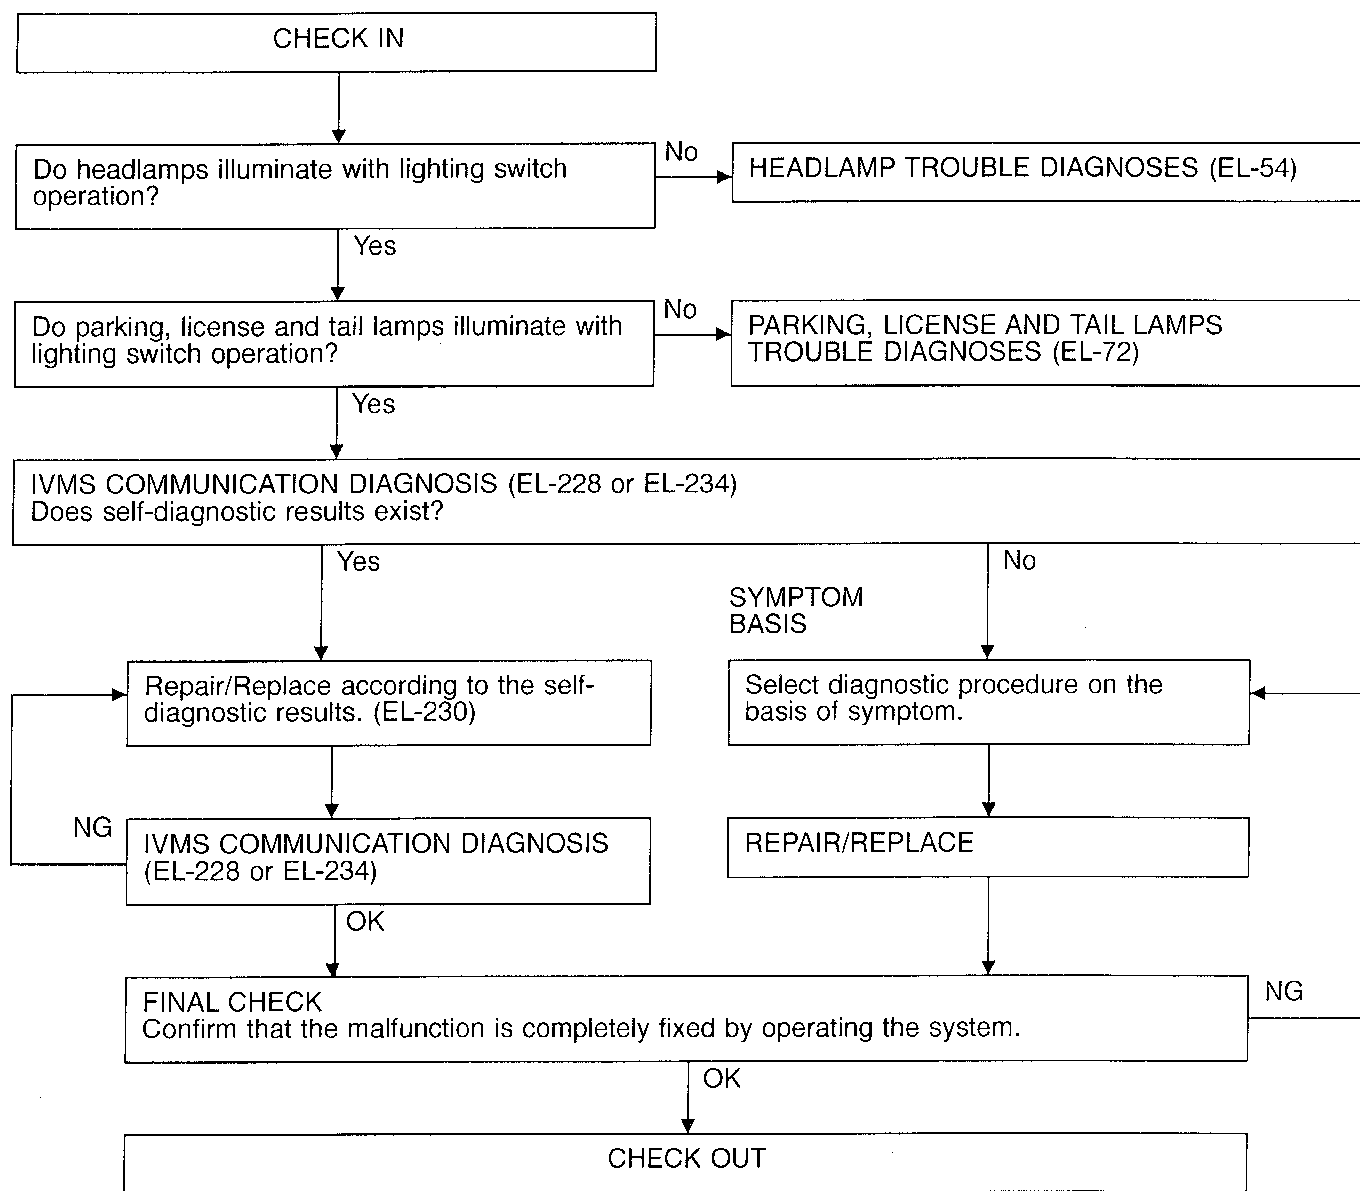 CHECK IN
Do headlamps illuminate with lighting switch
operation?
No
HEADLAMP TROUBLE DIAGNOSES (EL-54)
Yes
Do parking, license and tail lamps illuminate with
lighting switch operation?
No
PARKING, LICENSE AND TAIL LAMPS
TROUBLE DIAGNOSES (EL-72)
Yes
IVMS COMMUNICATION DIAGNOSIS (EL-228 or EL-234)
Does self-diagnostic results exist?
Yes
No
SYMPTOM
BASIS
Repair/Replace according to the self-
diagnostic results. (EL-230)
Select diagnostic procedure on the
basis of symptom.
NG
IVMS COMMUNICATION DIAGNOSIS
(EL-228 or EL-234)
REPAIR/REPLACE
OK
FINAL CHECK
Confirm that the malfunction is completely fixed by operating the system.
NG
OK
CHECK OUT